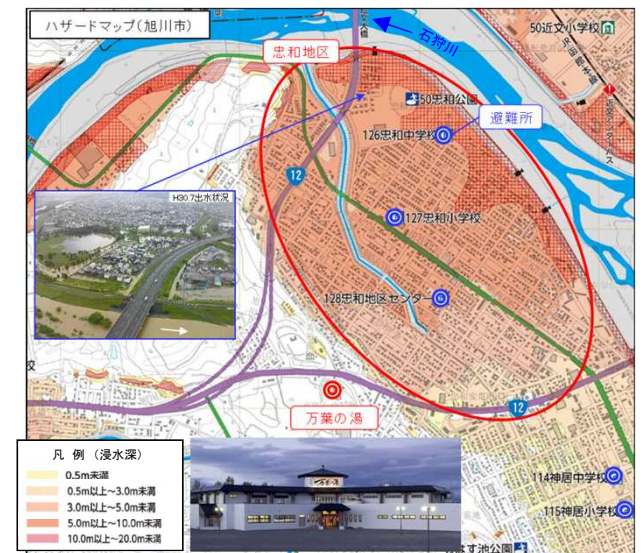 ハザードマップ(旭川市)
石狩川
50近文小学校
忠和地区
50忠和公園
避難所
126忠和中学校
12
H30.7出水状況
127忠和小学校
128忠和地区センター
校
12
万葉の湯
凡 例 (浸水深)
0.5m未満
0.5m以上~3.0m未満
3.0m以上~5.0m未満
5.0m以上~10.0m未満
10.0m以上~20.0m未満
万葉の湯
114神居中学校
115神居小学校